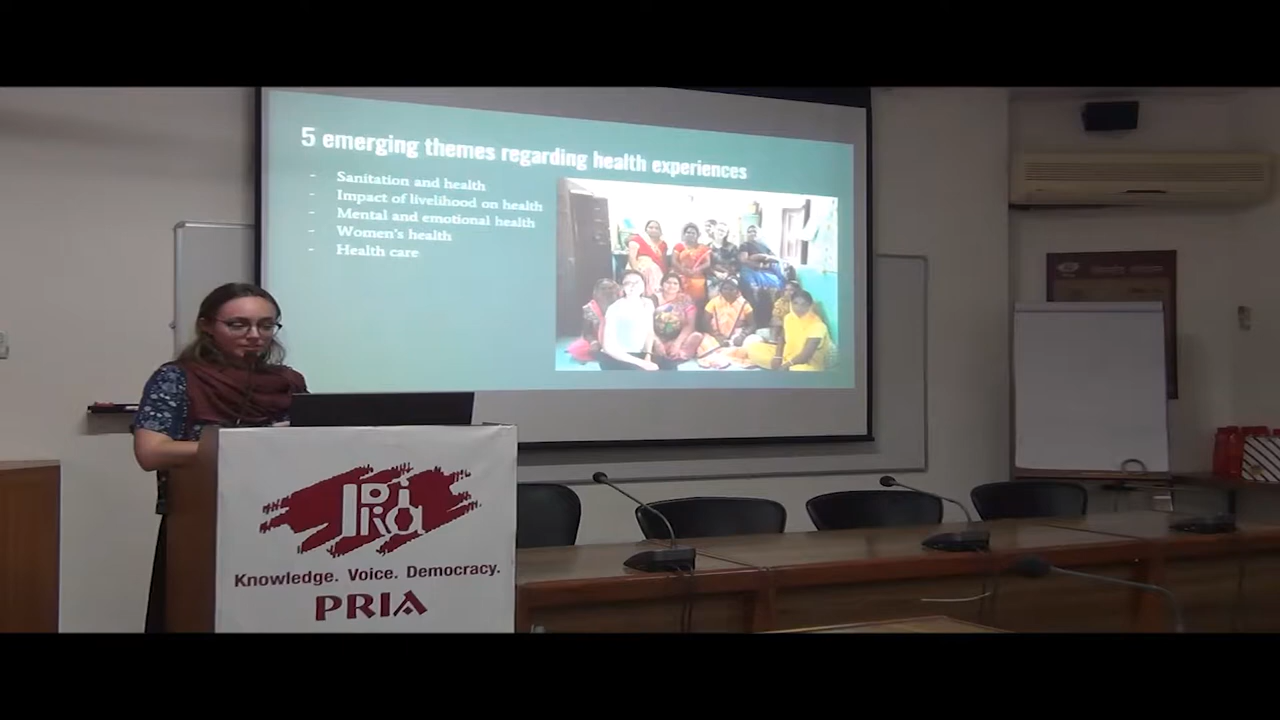 5 emerging themes regarding health experiences
- Sanitation and health
- Impact of livelihood on health
- Mental and emotional health
- Women's health
- Health care
PRIA
Knowledge. Voice. Democracy.
PRIA